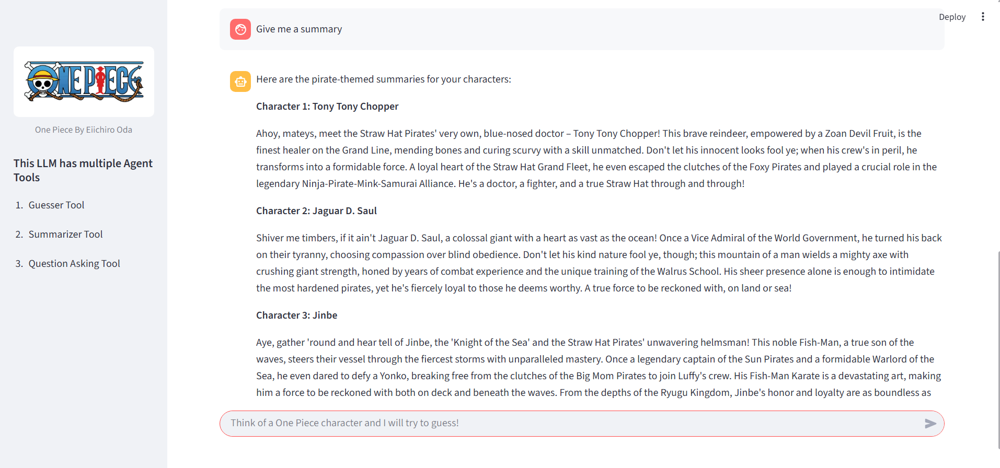 Deploy
Give me a summary
ONE PIECE
One Piece By Eiichiro Oda
This LLM has multiple Agent
Tools
1. Guesser Tool
2. Summarizer Tool
3. Question Asking Tool
Here are the pirate-themed summaries for your characters:
Character 1: Tony Tony Chopper
Ahoy, mateys, meet the Straw Hat Pirates' very own, blue-nosed doctor – Tony Tony Chopper! This brave reindeer, empowered by a Zoan Devil Fruit, is the
finest healer on the Grand Line, mending bones and curing scurvy with a skill unmatched. Don't let his innocent looks fool ye; when his crew's in peril, he
transforms into a formidable force. A loyal heart of the Straw Hat Grand Fleet, he even escaped the clutches of the Foxy Pirates and played a crucial role in the
legendary Ninja-Pirate-Mink-Samurai Alliance. He's a doctor, a fighter, and a true Straw Hat through and through!
Character 2: Jaguar D. Saul
Shiver me timbers, if it ain't Jaguar D. Saul, a colossal giant with a heart as vast as the ocean! Once a Vice Admiral of the World Government, he turned his back
on their tyranny, choosing compassion over blind obedience. Don't let his kind nature fool ye, though; this mountain of a man wields a mighty axe with
crushing giant strength, honed by years of combat experience and the unique training of the Walrus School. His sheer presence alone is enough to intimidate
the most hardened pirates, yet he's fiercely loyal to those he deems worthy. A true force to be reckoned with, on land or sea!
Character 3: Jinbe
Aye, gather 'round and hear tell of Jinbe, the 'Knight of the Sea' and the Straw Hat Pirates' unwavering helmsman! This noble Fish-Man, a true son of the
waves, steers their vessel through the fiercest storms with unparalleled mastery. Once a legendary captain of the Sun Pirates and a formidable Warlord of the
Sea, he even dared to defy a Yonko, breaking free from the clutches of the Big Mom Pirates to join Luffy's crew. His Fish-Man Karate is a devastating art, making
him a force to be reckoned with both on deck and beneath the waves. From the depths of the Ryugu Kingdom, Jinbe's honor and loyalty are as boundless as
Think of a One Piece character and I will try to guess!